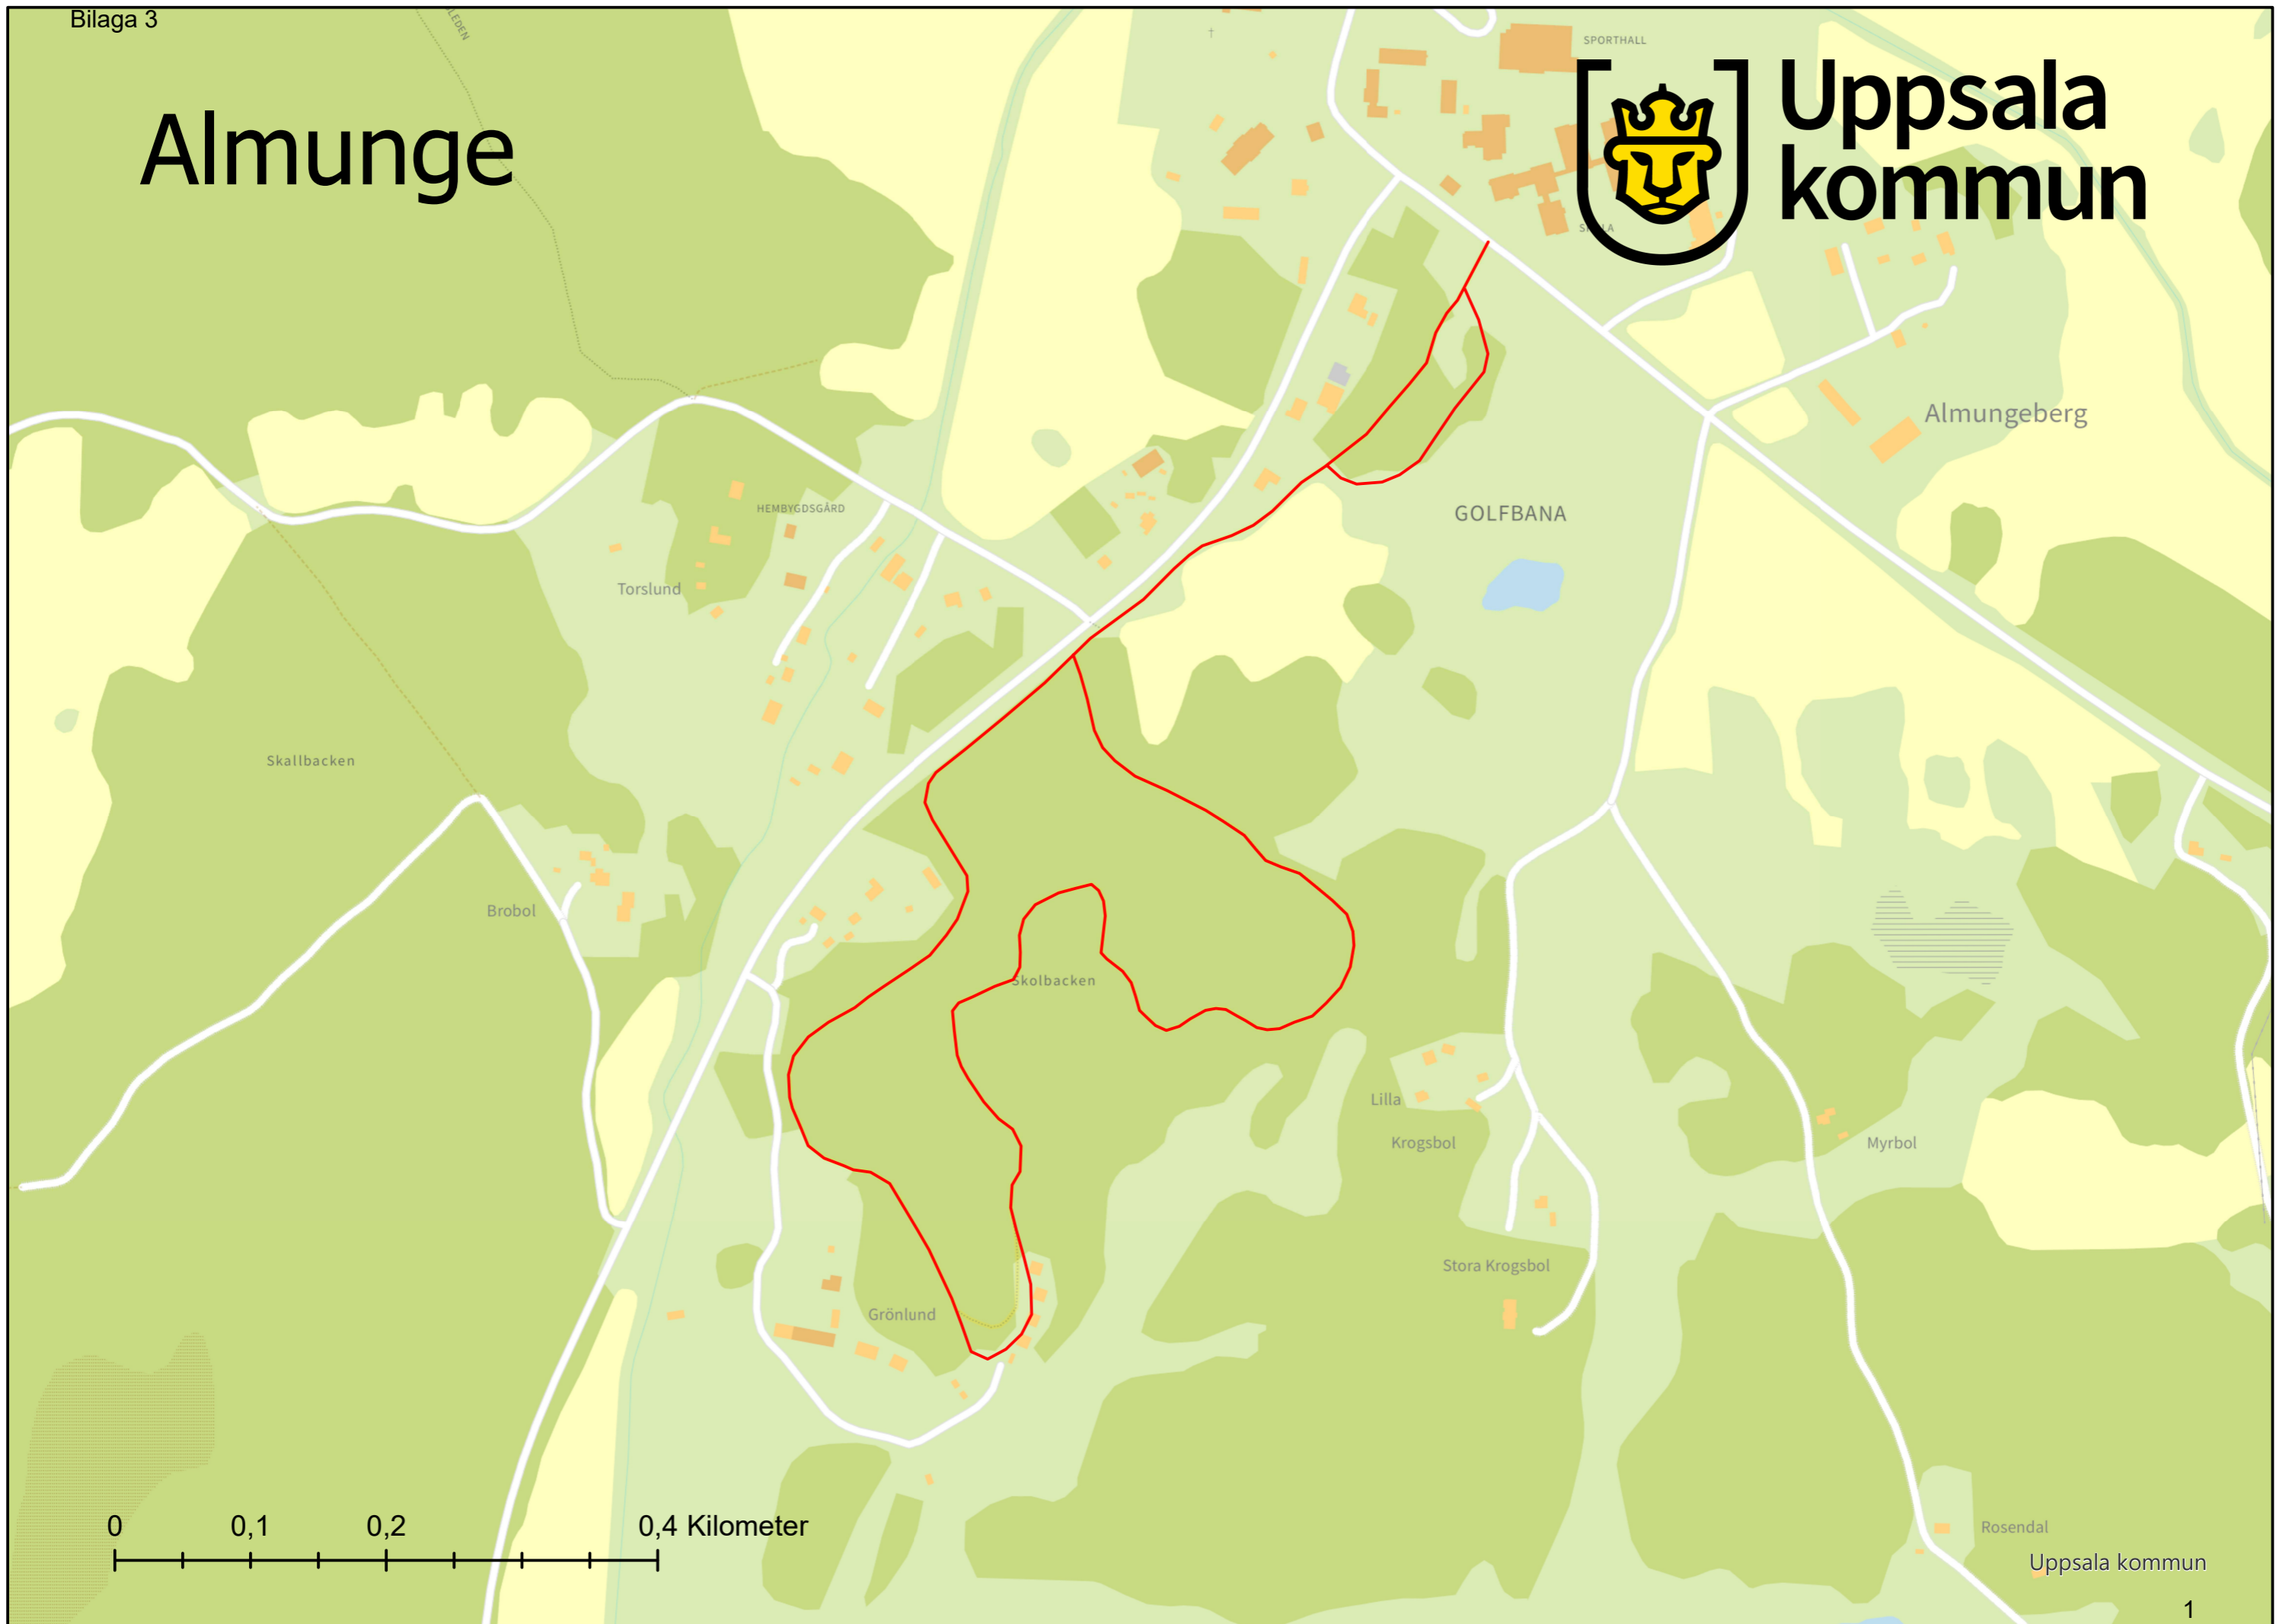 Bilaga 3
LEDEN
Almunge
SPORTHALL
Uppsala
kommun
Almungeberg
HEMBYGDSGÅRD
GOLFBANA
Torslund
Skallbacken
Brobol
Skolbacken
Lilla
Krogsbol
Myrbol
Stora Krogsbol
Grönlund
0 0,1 0,2 0,4 Kilometer
Rosendal
Uppsala kommun
1